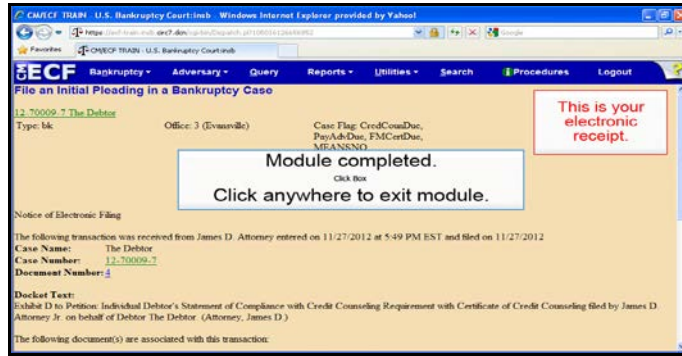 CM/ECF TRAIN - U.S. Bankruptcy Court:insb - Windows Internet Explorer provided by Yahoo!
Google
Favorites CM/ECF TRAIN - U.S. Bankruptcy Court:insb
ECF Bankruptcy Adversary Query Reports Utilities Search Procedures Logout ?
File an Initial Pleading in a Bankruptcy Case
This is your
electronic
receipt.
12-70009-7 The Debtor
Type: bk Office: 3 (Evansville) Case Flag: CredCounDue,
PayAdvDue, FMCertDue,
MEANSNO
Module completed.
Click Box
Click anywhere to exit module.
Notice of Electronic Filing
The following transaction was received from James D. Attorney entered on 11/27/2012 at 5:49 PM EST and filed on 11/27/2012
Case Name: The Debtor
Case Number: 12-70009-7
Document Number: 4
Docket Text:
Exhibit D to Petition: Individual Debtor's Statement of Compliance with Credit Counseling Requirement with Certificate of Credit Counseling filed by James D.
Attorney Jr. on behalf of Debtor The Debtor. (Attorney, James D.)
The following document(s) are associated with this transaction: